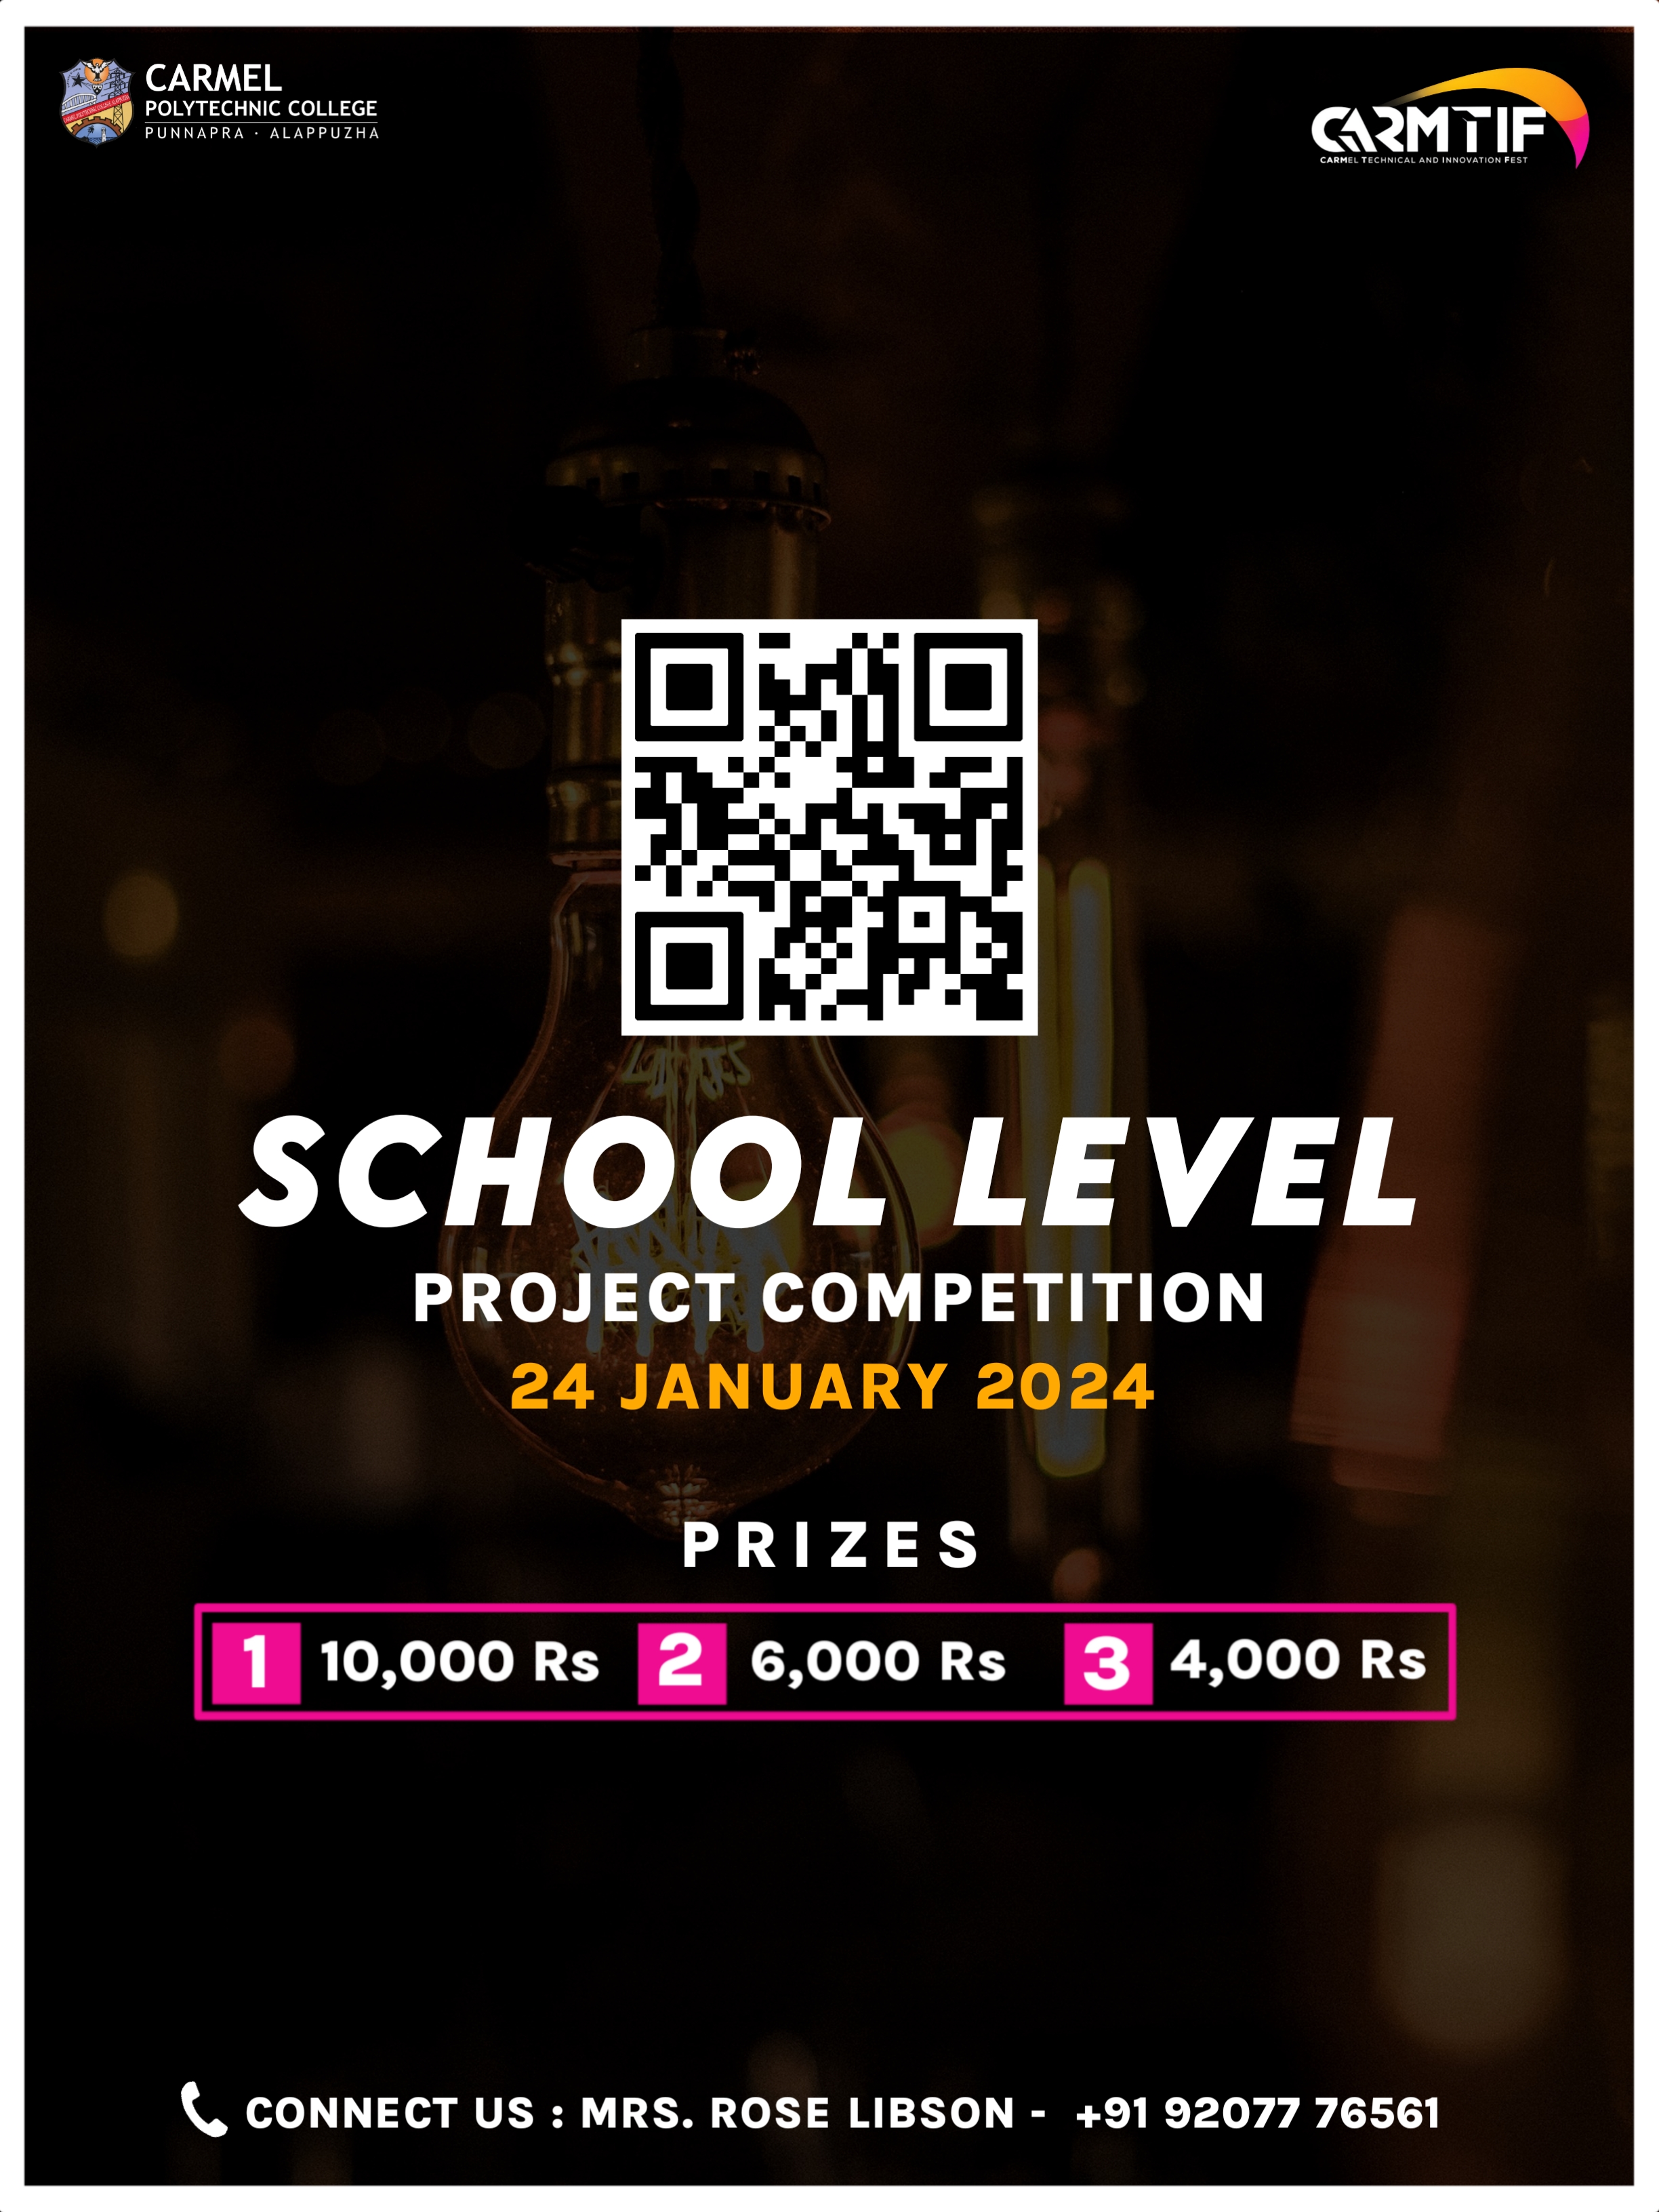 CARMEL
POLYTECHNIC COLLEGE
PUNNAPRA · ALAPPUZHA
CARMTIF
CARMEL TECHNICAL AND INNOVATION FEST
SCHOOL LEVEL
PROJECT COMPETITION
24 JANUARY 2024
PRIZES
1 10,000 Rs 2 6,000 Rs 3 4,000 Rs
CONNECT US : MRS. ROSE LIBSON - +91 92077 76561